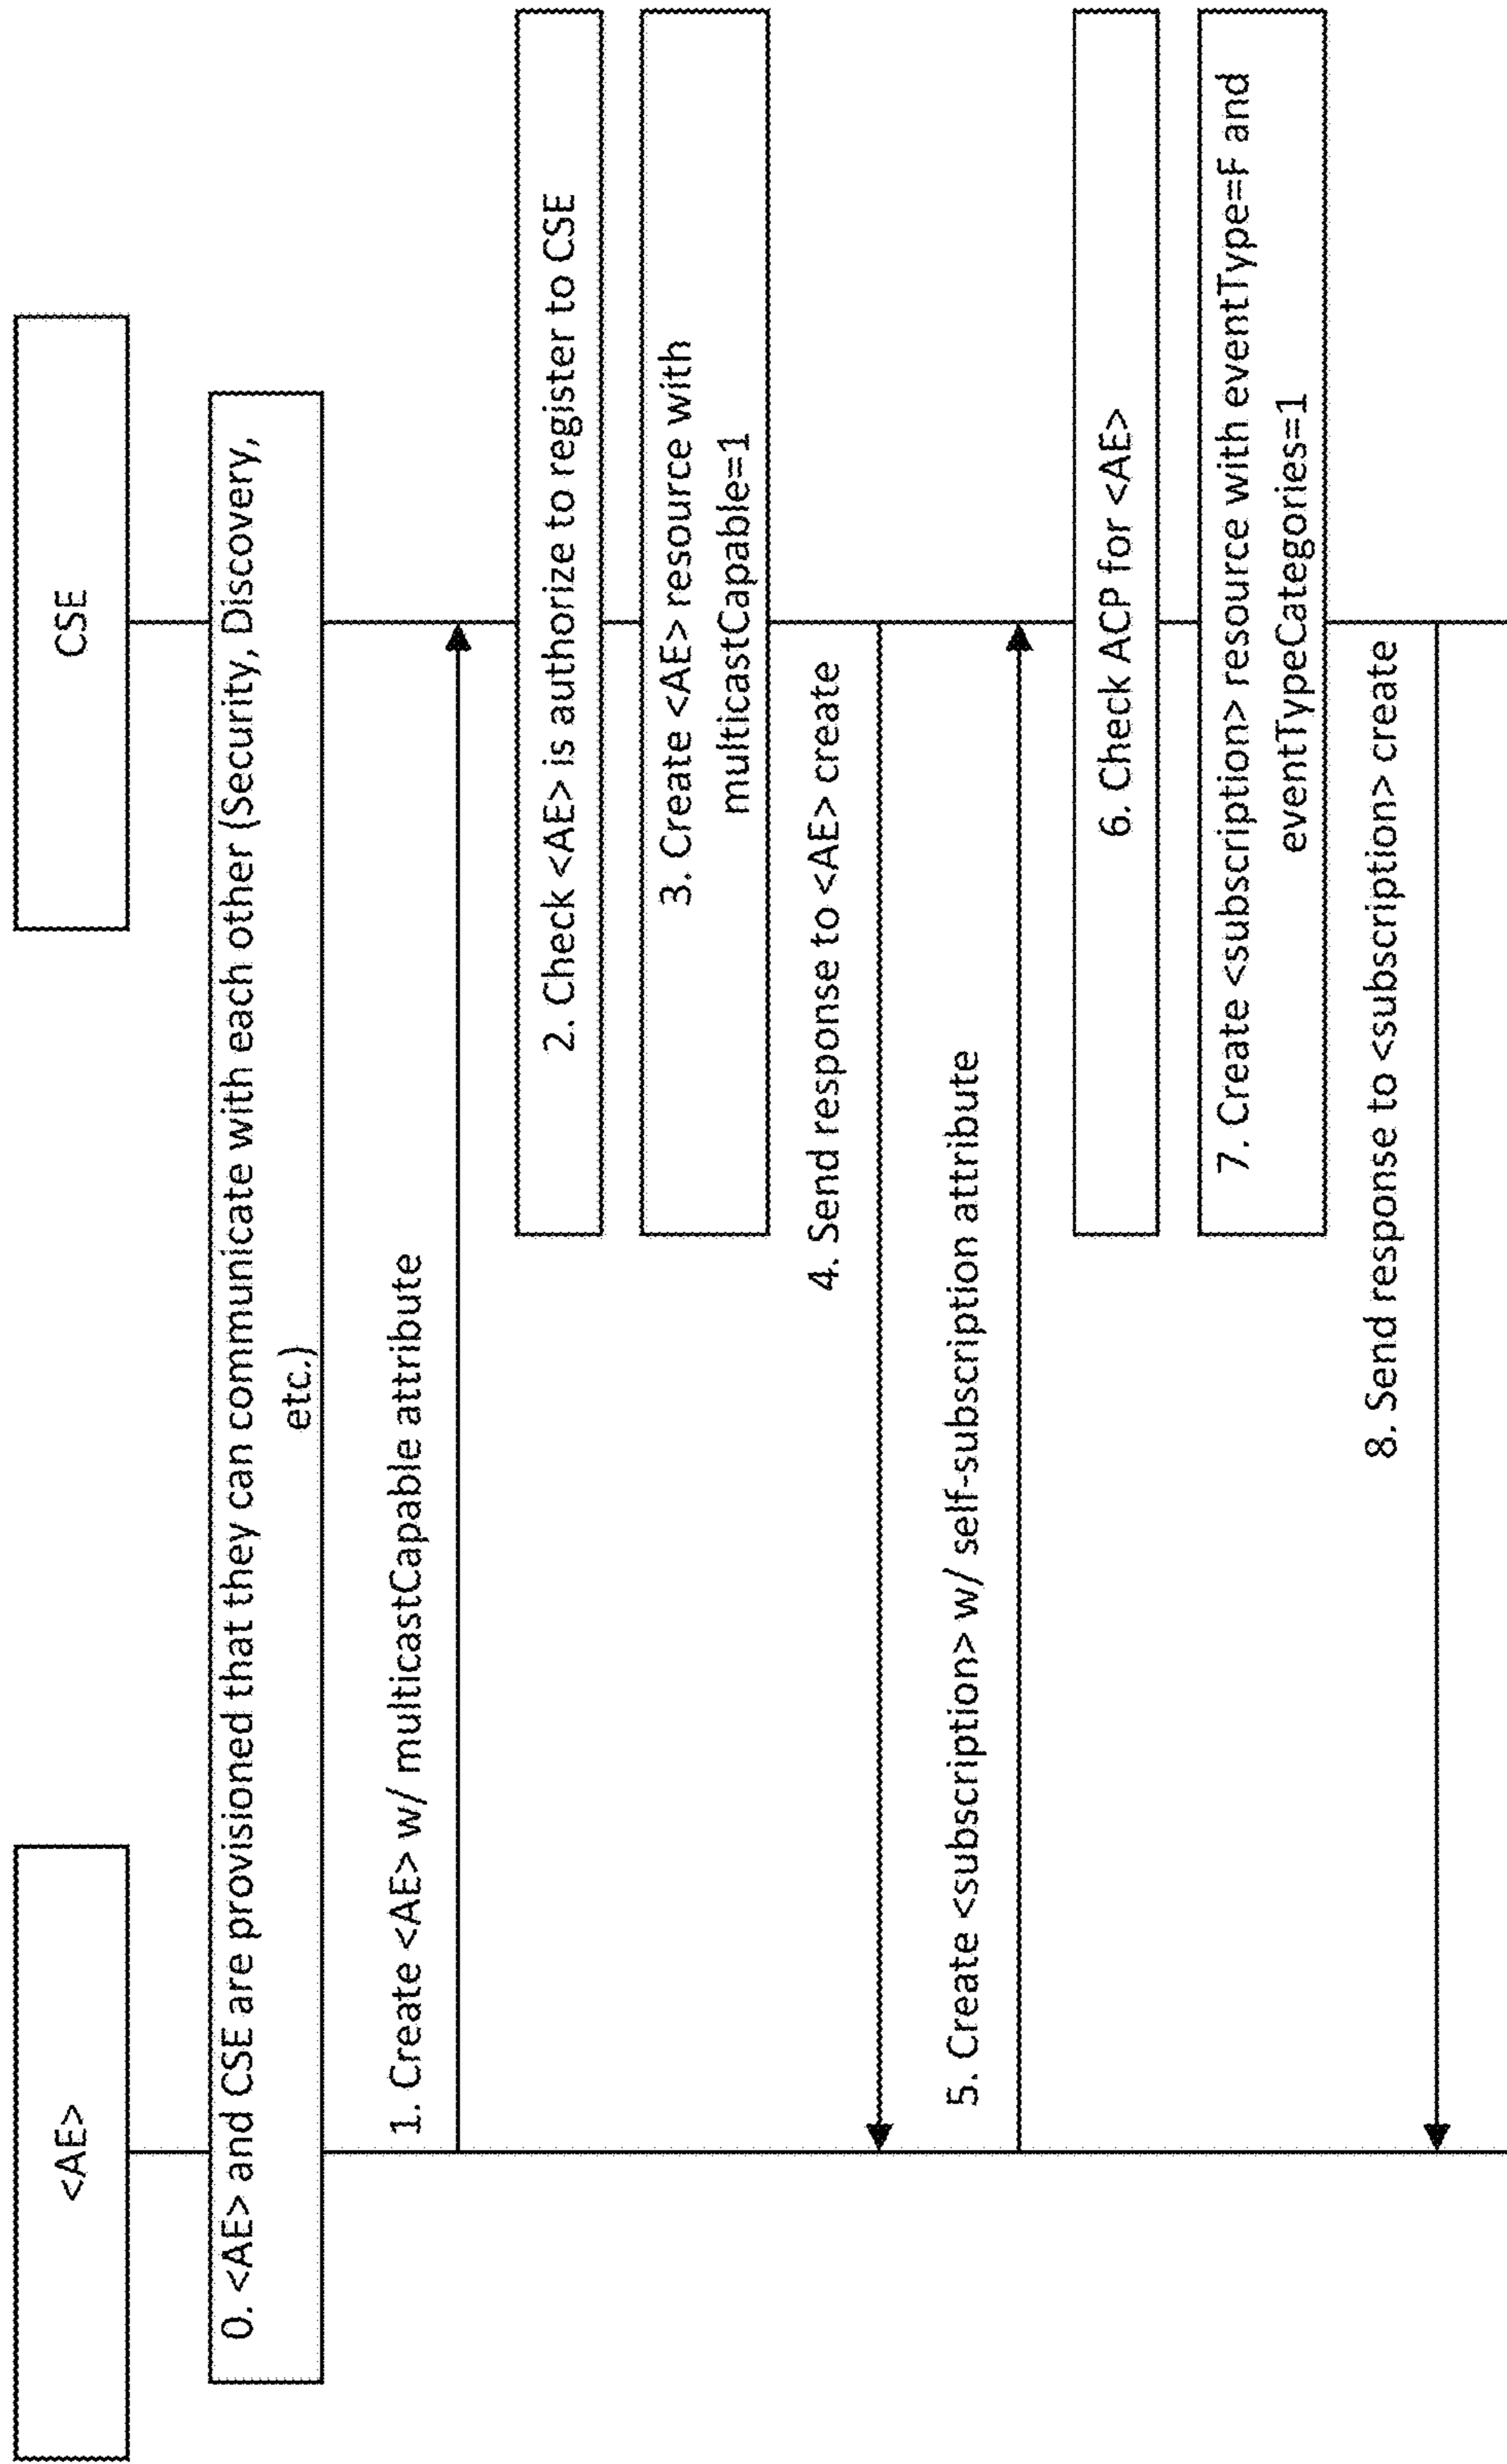 <AE>
CSE
0. <AE> and CSE are provisioned that they can communicate with each other (Security, Discovery,
etc.)
1. Create <AE> w/ multicastCapable attribute
2. Check <AE> is authorize to register to CSE
3. Create <AE> resource with
multicastCapable=1
4. Send response to <AE> create
5. Create <subscription> w/ self-subscription attribute
6. Check ACP for <AE>
7. Create <subscription> resource with eventType=F and
eventTypeCategories=1
8. Send response to <subscription> create